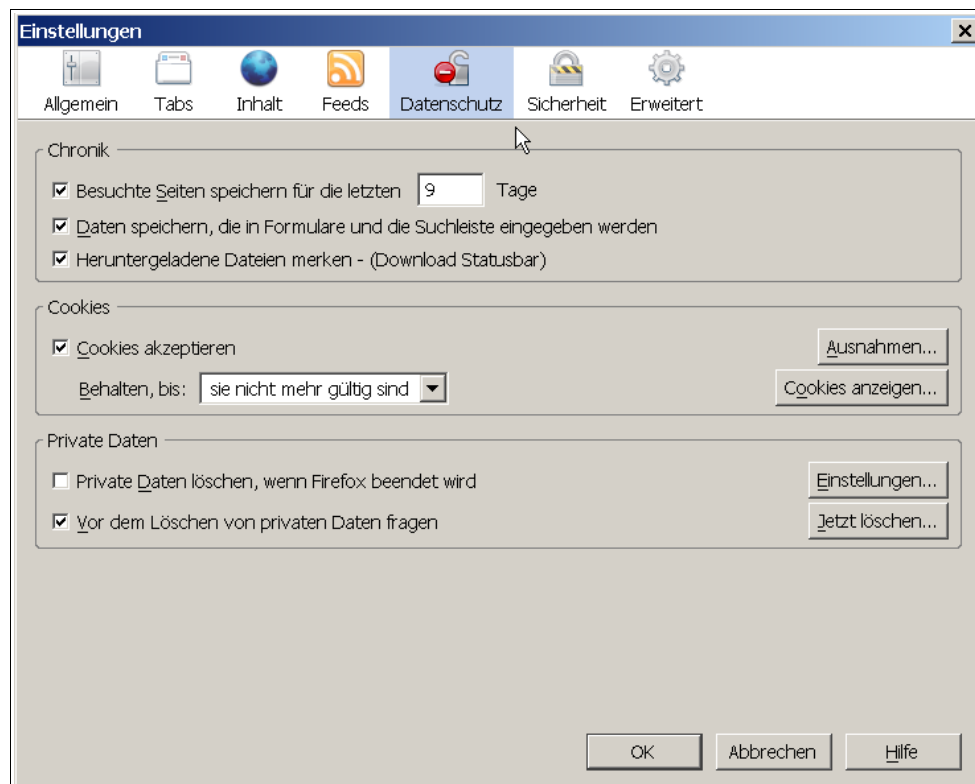 Einstellungen
Allgemein Tabs Inhalt Feeds Datenschutz Sicherheit Erweitert
Chronik
Besuchte Seiten speichern für die letzten 9 Tage
Daten speichern, die in Formulare und die Suchleiste eingegeben werden
Heruntergeladene Dateien merken - (Download Statusbar)
Cookies
Cookies akzeptieren Ausnahmen...
Behalten, bis: sie nicht mehr gültig sind Cookies anzeigen...
Private Daten
Private Daten löschen, wenn Firefox beendet wird Einstellungen...
Vor dem Löschen von privaten Daten fragen Jetzt löschen...
OK Abbrechen Hilfe